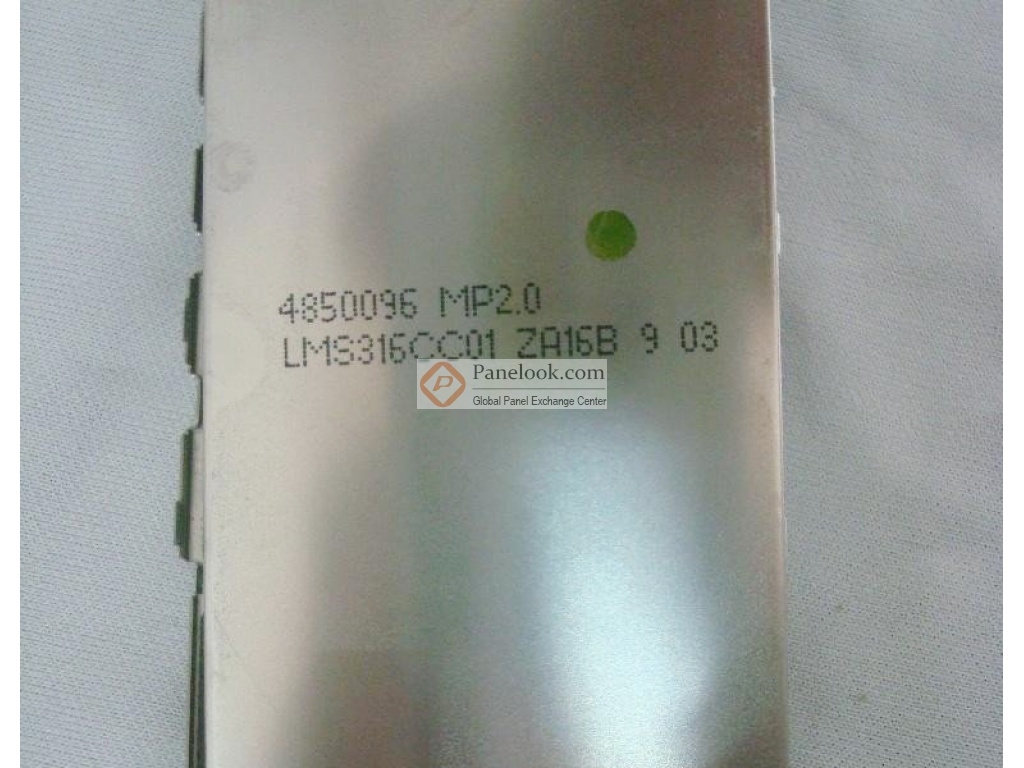 4850096 MP2.0
LMS316CC01 ZA16B 9 03
Panelook.com
Global Panel Exchange Center